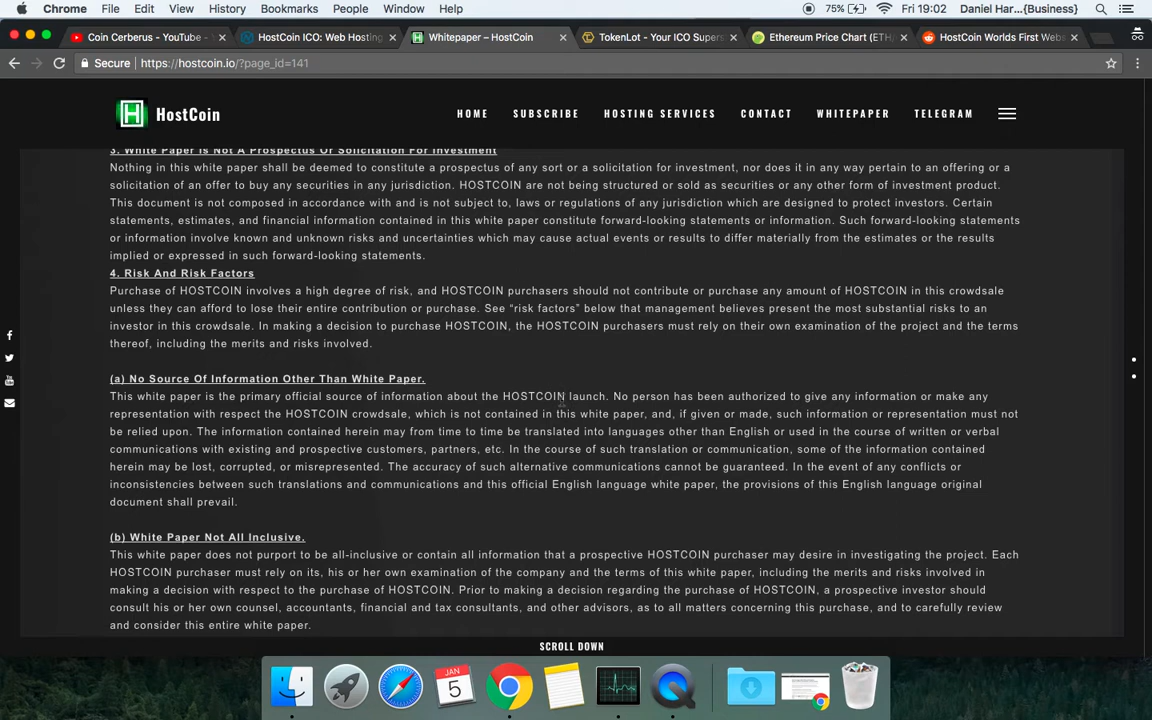 Chrome File Edit View History Bookmarks People Window Help 75% Fri 19:02 Daniel Har...{Business}
Coin Cerberus - YouTube - HostCoin ICO: Web Hosting Whitepaper – HostCoin TokenLot - Your ICO Supers Ethereum Price Chart (ETH/ HostCoin Worlds First Webs
Secure https://hostcoin.io/?page_id=141
H HostCoin HOME SUBSCRIBE HOSTING SERVICES CONTACT WHITEPAPER TELEGRAM
3. White Paper Is Not A Prospectus Or Solicitation For Investment
Nothing in this white paper shall be deemed to constitute a prospectus of any sort or a solicitation for investment, nor does it in any way pertain to an offering or a
solicitation of an offer to buy any securities in any jurisdiction. HOSTCOIN are not being structured or sold as securities or any other form of investment product.
This document is not composed in accordance with and is not subject to, laws or regulations of any jurisdiction which are designed to protect investors. Certain
statements, estimates, and financial information contained in this white paper constitute forward-looking statements or information. Such forward-looking statements
or information involve known and unknown risks and uncertainties which may cause actual events or results to differ materially from the estimates or the results
implied or expressed in such forward-looking statements.
4. Risk And Risk Factors
Purchase of HOSTCOIN involves a high degree of risk, and HOSTCOIN purchasers should not contribute or purchase any amount of HOSTCOIN in this crowdsale
unless they can afford to lose their entire contribution or purchase. See “risk factors” below that management believes present the most substantial risks to an
investor in this crowdsale. In making a decision to purchase HOSTCOIN, the HOSTCOIN purchasers must rely on their own examination of the project and the terms
thereof, including the merits and risks involved.
(a) No Source Of Information Other Than White Paper.
This white paper is the primary official source of information about the HOSTCOIN launch. No person has been authorized to give any information or make any
representation with respect the HOSTCOIN crowdsale, which is not contained in this white paper, and, if given or made, such information or representation must not
be relied upon. The information contained herein may from time to time be translated into languages other than English or used in the course of written or verbal
communications with existing and prospective customers, partners, etc. In the course of such translation or communication, some of the information contained
herein may be lost, corrupted, or misrepresented. The accuracy of such alternative communications cannot be guaranteed. In the event of any conflicts or
inconsistencies between such translations and communications and this official English language white paper, the provisions of this English language original
document shall prevail.
(b) White Paper Not All Inclusive.
This white paper does not purport to be all-inclusive or contain all information that a prospective HOSTCOIN purchaser may desire in investigating the project. Each
HOSTCOIN purchaser must rely on its, his or her own examination of the company and the terms of this white paper, including the merits and risks involved in
making a decision with respect to the purchase of HOSTCOIN. Prior to making a decision regarding the purchase of HOSTCOIN, a prospective investor should
consult his or her own counsel, accountants, financial and tax consultants, and other advisors, as to all matters concerning this purchase, and to carefully review
and consider this entire white paper.
SCROLL DOWN
JAN
5